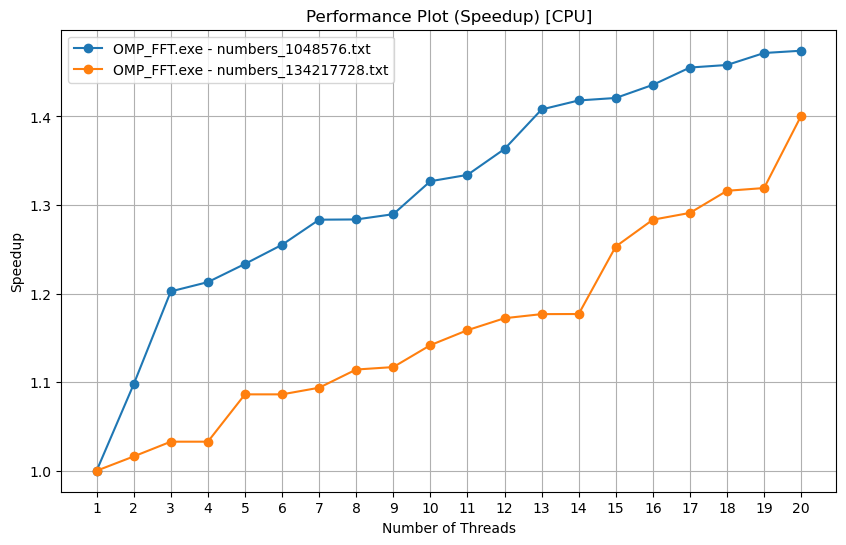 Performance Plot (Speedup) [CPU]
OMP_FFT.exe - numbers_1048576.txt
OMP_FFT.exe - numbers_134217728.txt
1.4
1.3
1.2
1.1
1.0
Speedup
1 2 3 4 5 6 7 8 9 10 11 12 13 14 15 16 17 18 19 20
Number of Threads